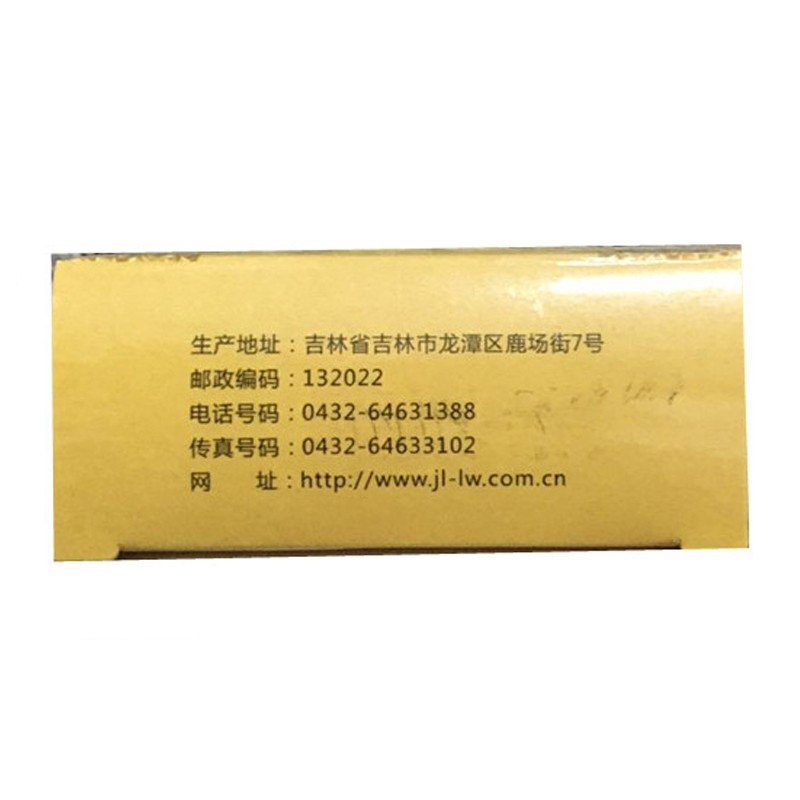 生产地址：吉林省吉林市龙潭区鹿场街7号
邮政编码：132022
电话号码：0432-64631388
传真号码：0432-64633102
网 址：http://www.jl-lw.com.cn